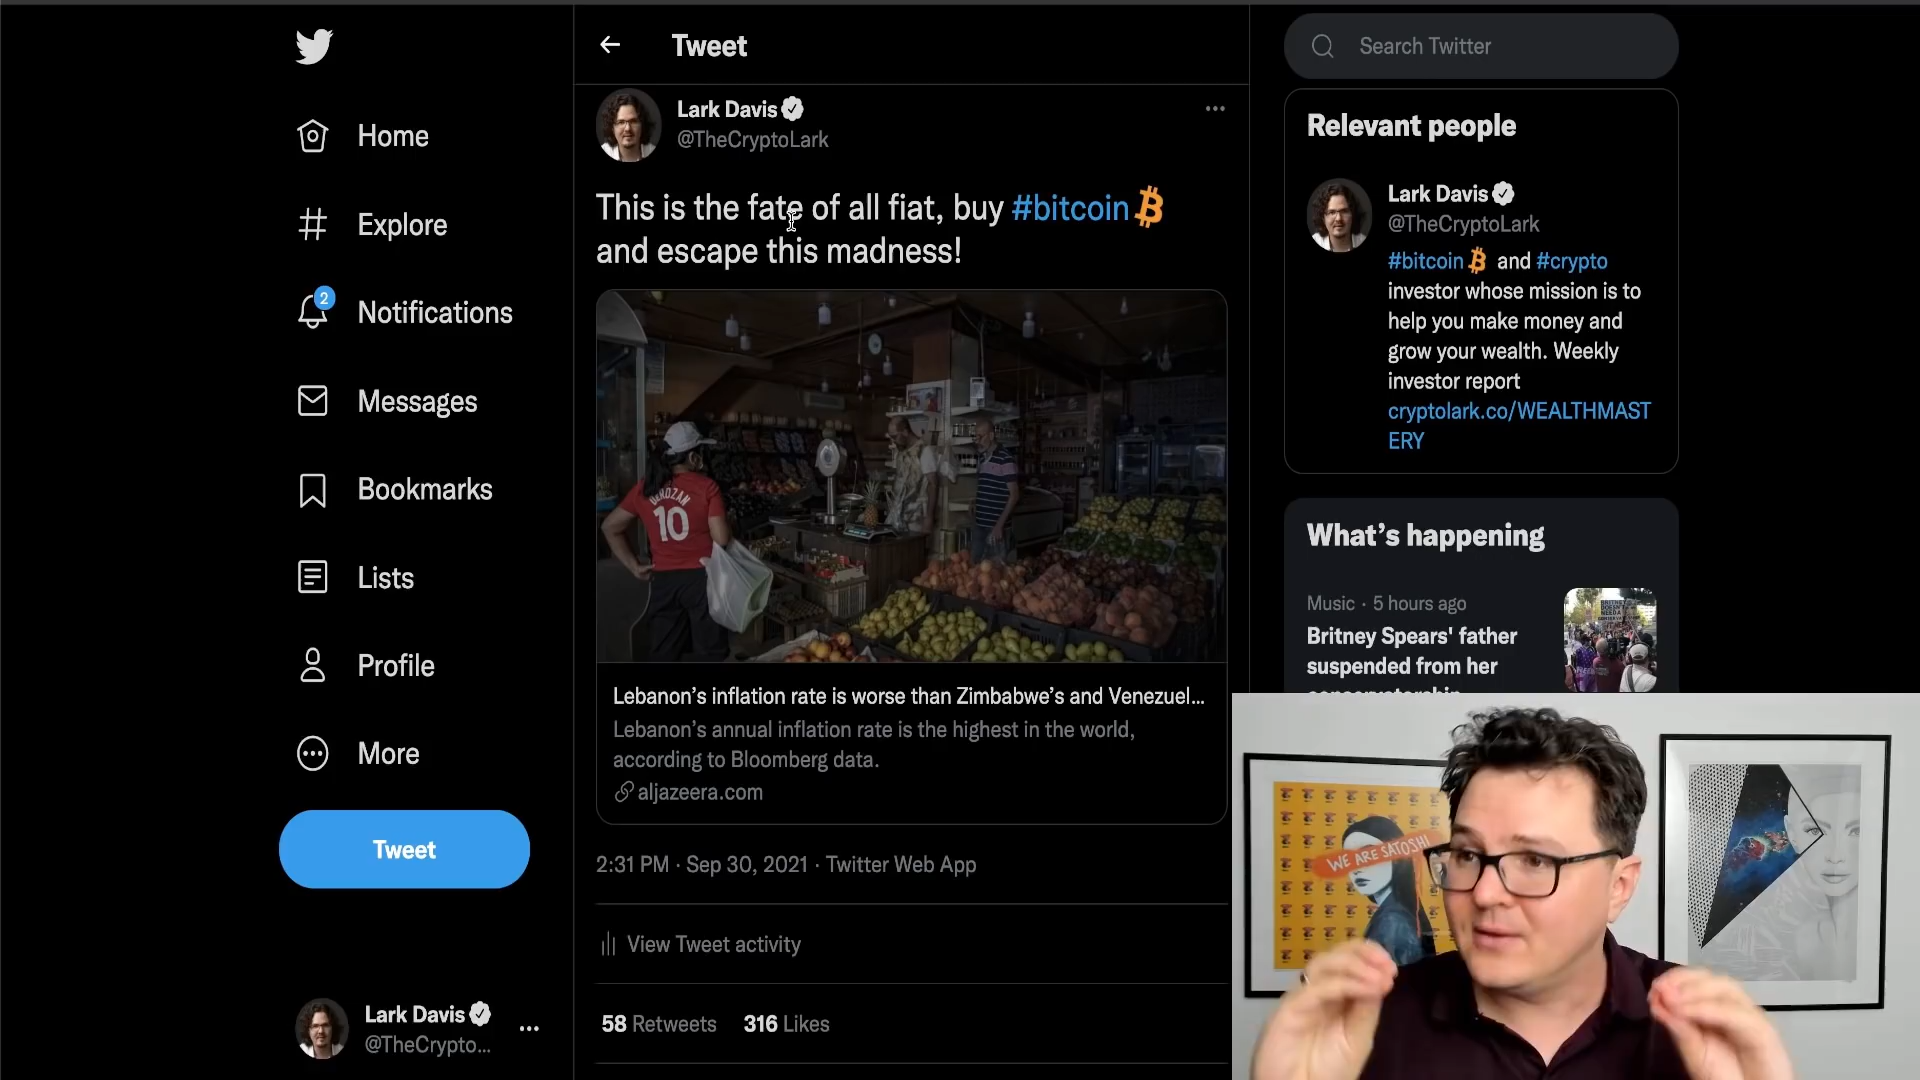 Home
Explore
2
Notifications
Messages
Bookmarks
Lists
Profile
More
Tweet
Lark Davis
@TheCrypto...
Tweet
Lark Davis
@TheCryptoLark
This is the fate of all fiat, buy #bitcoin
and escape this madness!
DEROZAN
10
Lebanon's inflation rate is worse than Zimbabwe's and Venezuel...
Lebanon's annual inflation rate is the highest in the world,
according to Bloomberg data.
aljazeera.com
2:31 PM · Sep 30, 2021 · Twitter Web App
View Tweet activity
58 Retweets 316 Likes
Search Twitter
Relevant people
Lark Davis
@TheCryptoLark
#bitcoin and #crypto
investor whose mission is to
help you make money and
grow your wealth. Weekly
investor report
cryptolark.co/WEALTHMAST
ERY
What's happening
Music · 5 hours ago
Britney Spears' father
suspended from her
conservatorship
WE ARE SATOSHI